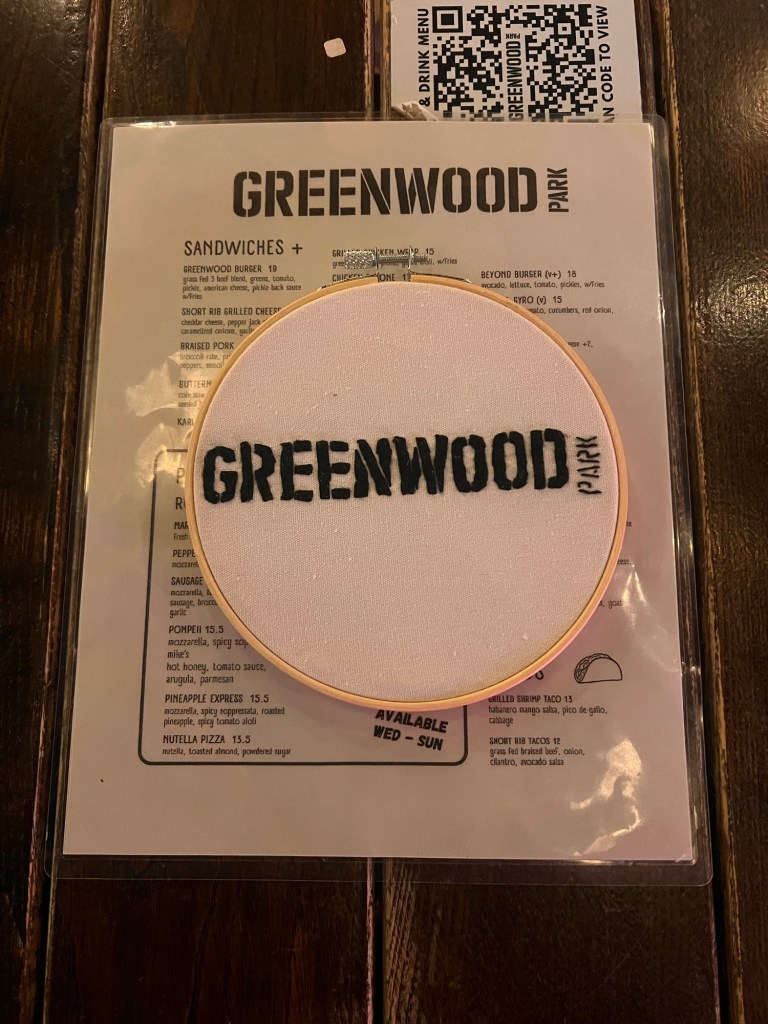 & DRINK MENU
GREENWOOD
PARK
AN CODE TO VIEW
GREENWOOD PARK
SANDWICHES +
GREENWOOD BURGER 19
grass fed 3 beef blend, greens, tomato,
pickle, american cheese, pickle back sauce
w/fries
SHORT RIB GRILLED CHEESE
cheddar cheese, pepper jack
caramelized onions,
BRAISED PORK
broccoli rabe,
peppers,
GRILLED CHICKEN WRAP 15
w/fries
CHICKEN
BEYOND BURGER (v+) 18
avocado, lettuce, tomato, pickles, w/fries
GYRO (v) 15
cucumbers, red onion,
GREENWOOD PARK
PEPPE
SAUSAGE
mozzarella,
sausage,
garlic
POMPEII 15.5
mozzarella, spicy
mike's
hot honey, tomato sauce,
arugula, parmesan
PINEAPPLE EXPRESS 15.5
mozzarella, spicy soppressata, roasted
pineapple, spicy tomato aioli
NUTELLA PIZZA 13.5
nutella, toasted almond, powdered sugar
AVAILABLE
WED - SUN
GRILLED SHRIMP TACO 13
habanero mango salsa, pico de gallo,
cabbage
SHORT RIB TACOS 12
grass fed braised beef, onion,
cilantro, avocado salsa